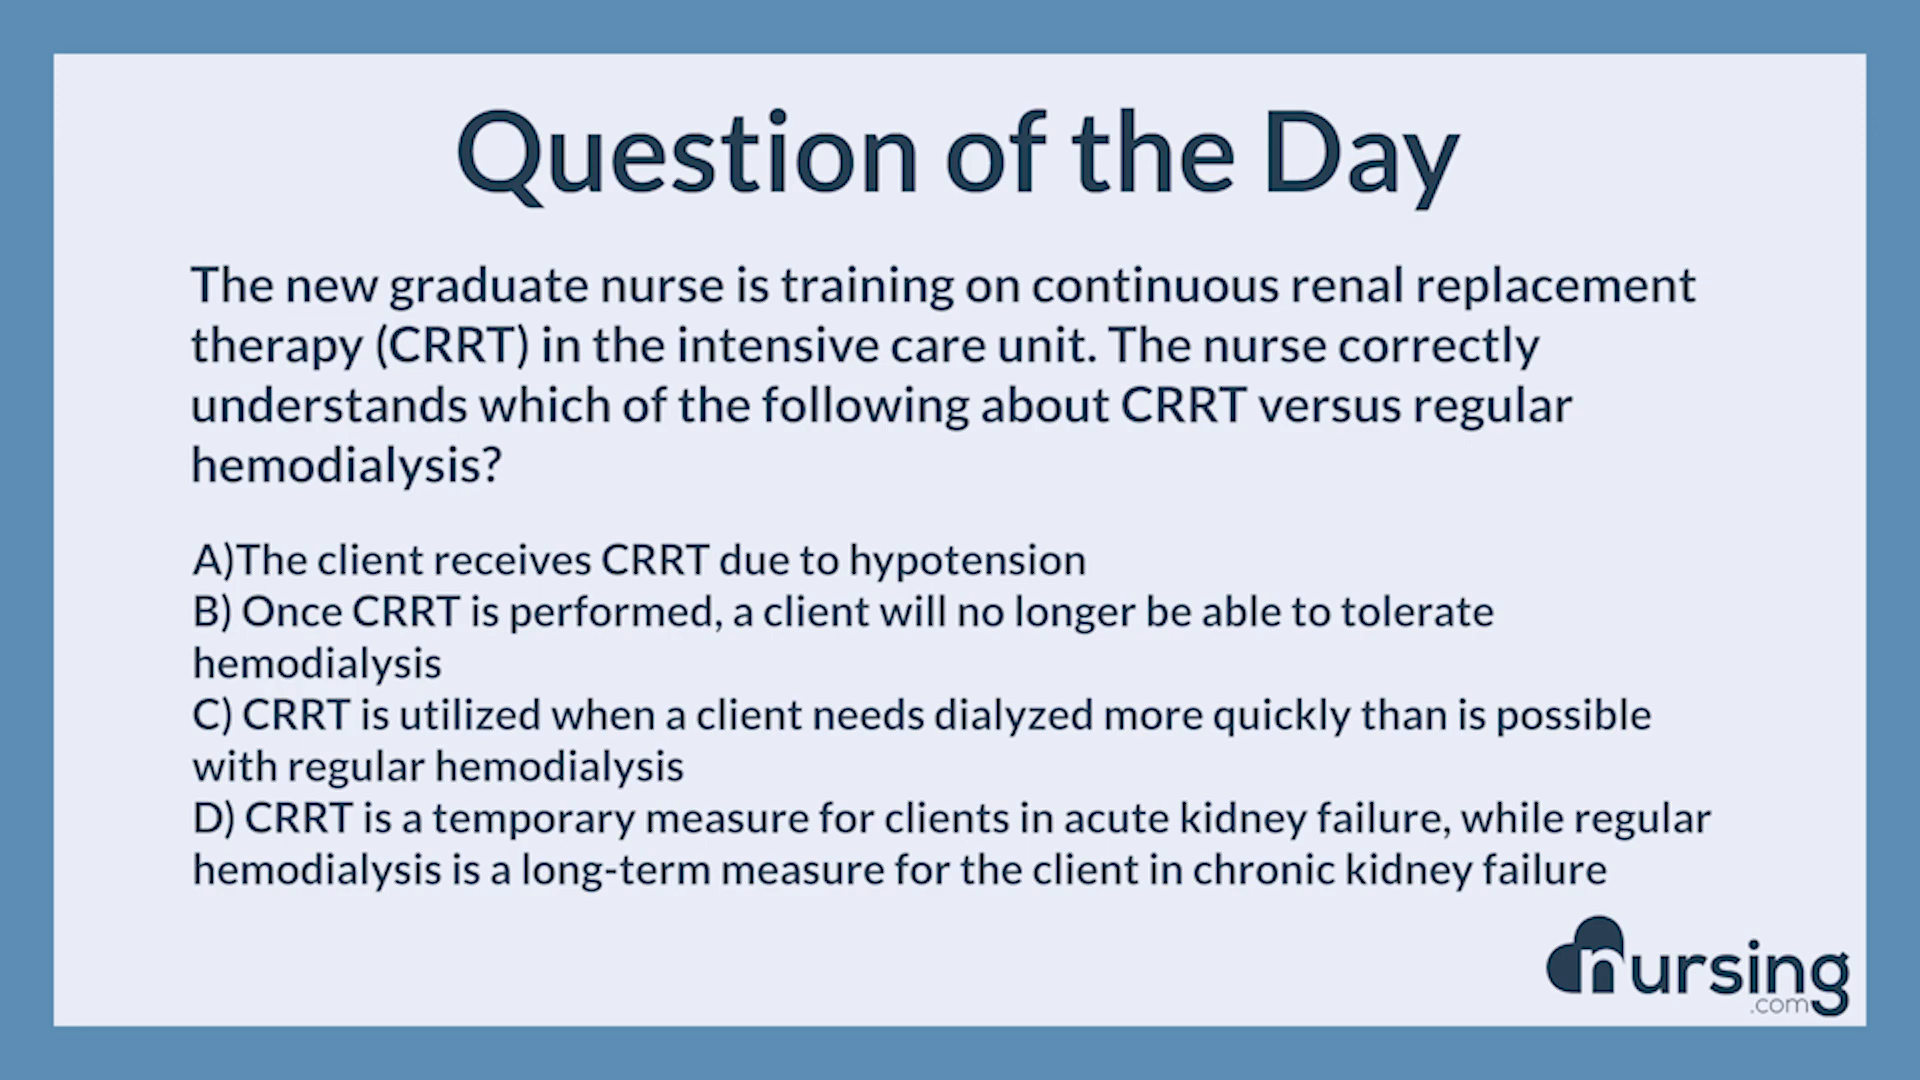 Question of the Day
The new graduate nurse is training on continuous renal replacement
therapy (CRRT) in the intensive care unit. The nurse correctly
understands which of the following about CRRT versus regular
hemodialysis?
A)The client receives CRRT due to hypotension
B) Once CRRT is performed, a client will no longer be able to tolerate
hemodialysis
C) CRRT is utilized when a client needs dialyzed more quickly than is possible
with regular hemodialysis
D) CRRT is a temporary measure for clients in acute kidney failure, while regular
hemodialysis is a long-term measure for the client in chronic kidney failure
nursing
.com